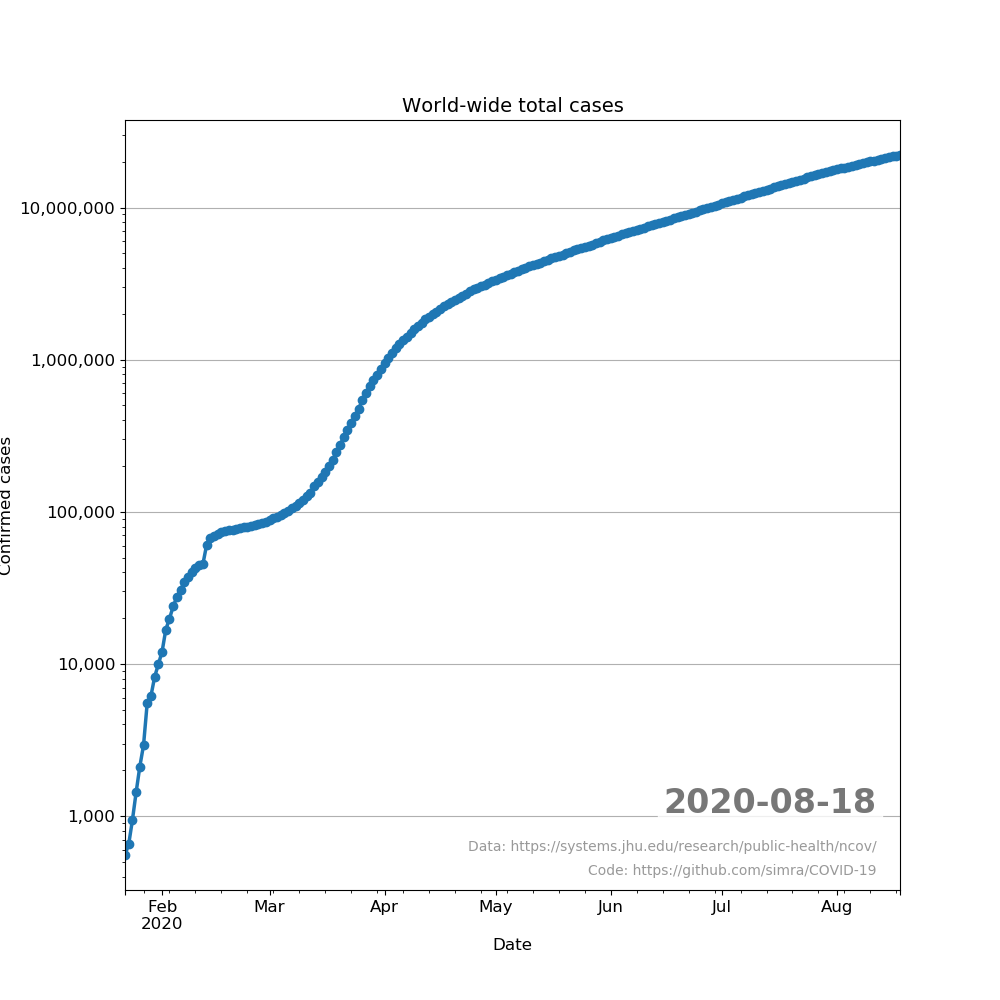 World-wide total cases
10,000,000
1,000,000
100,000
10,000
1,000
Confirmed cases
2020-08-18
Data: https://systems.jhu.edu/research/public-health/ncov/
Code: https://github.com/simra/COVID-19
Feb Mar Apr May Jun Jul Aug
2020
Date